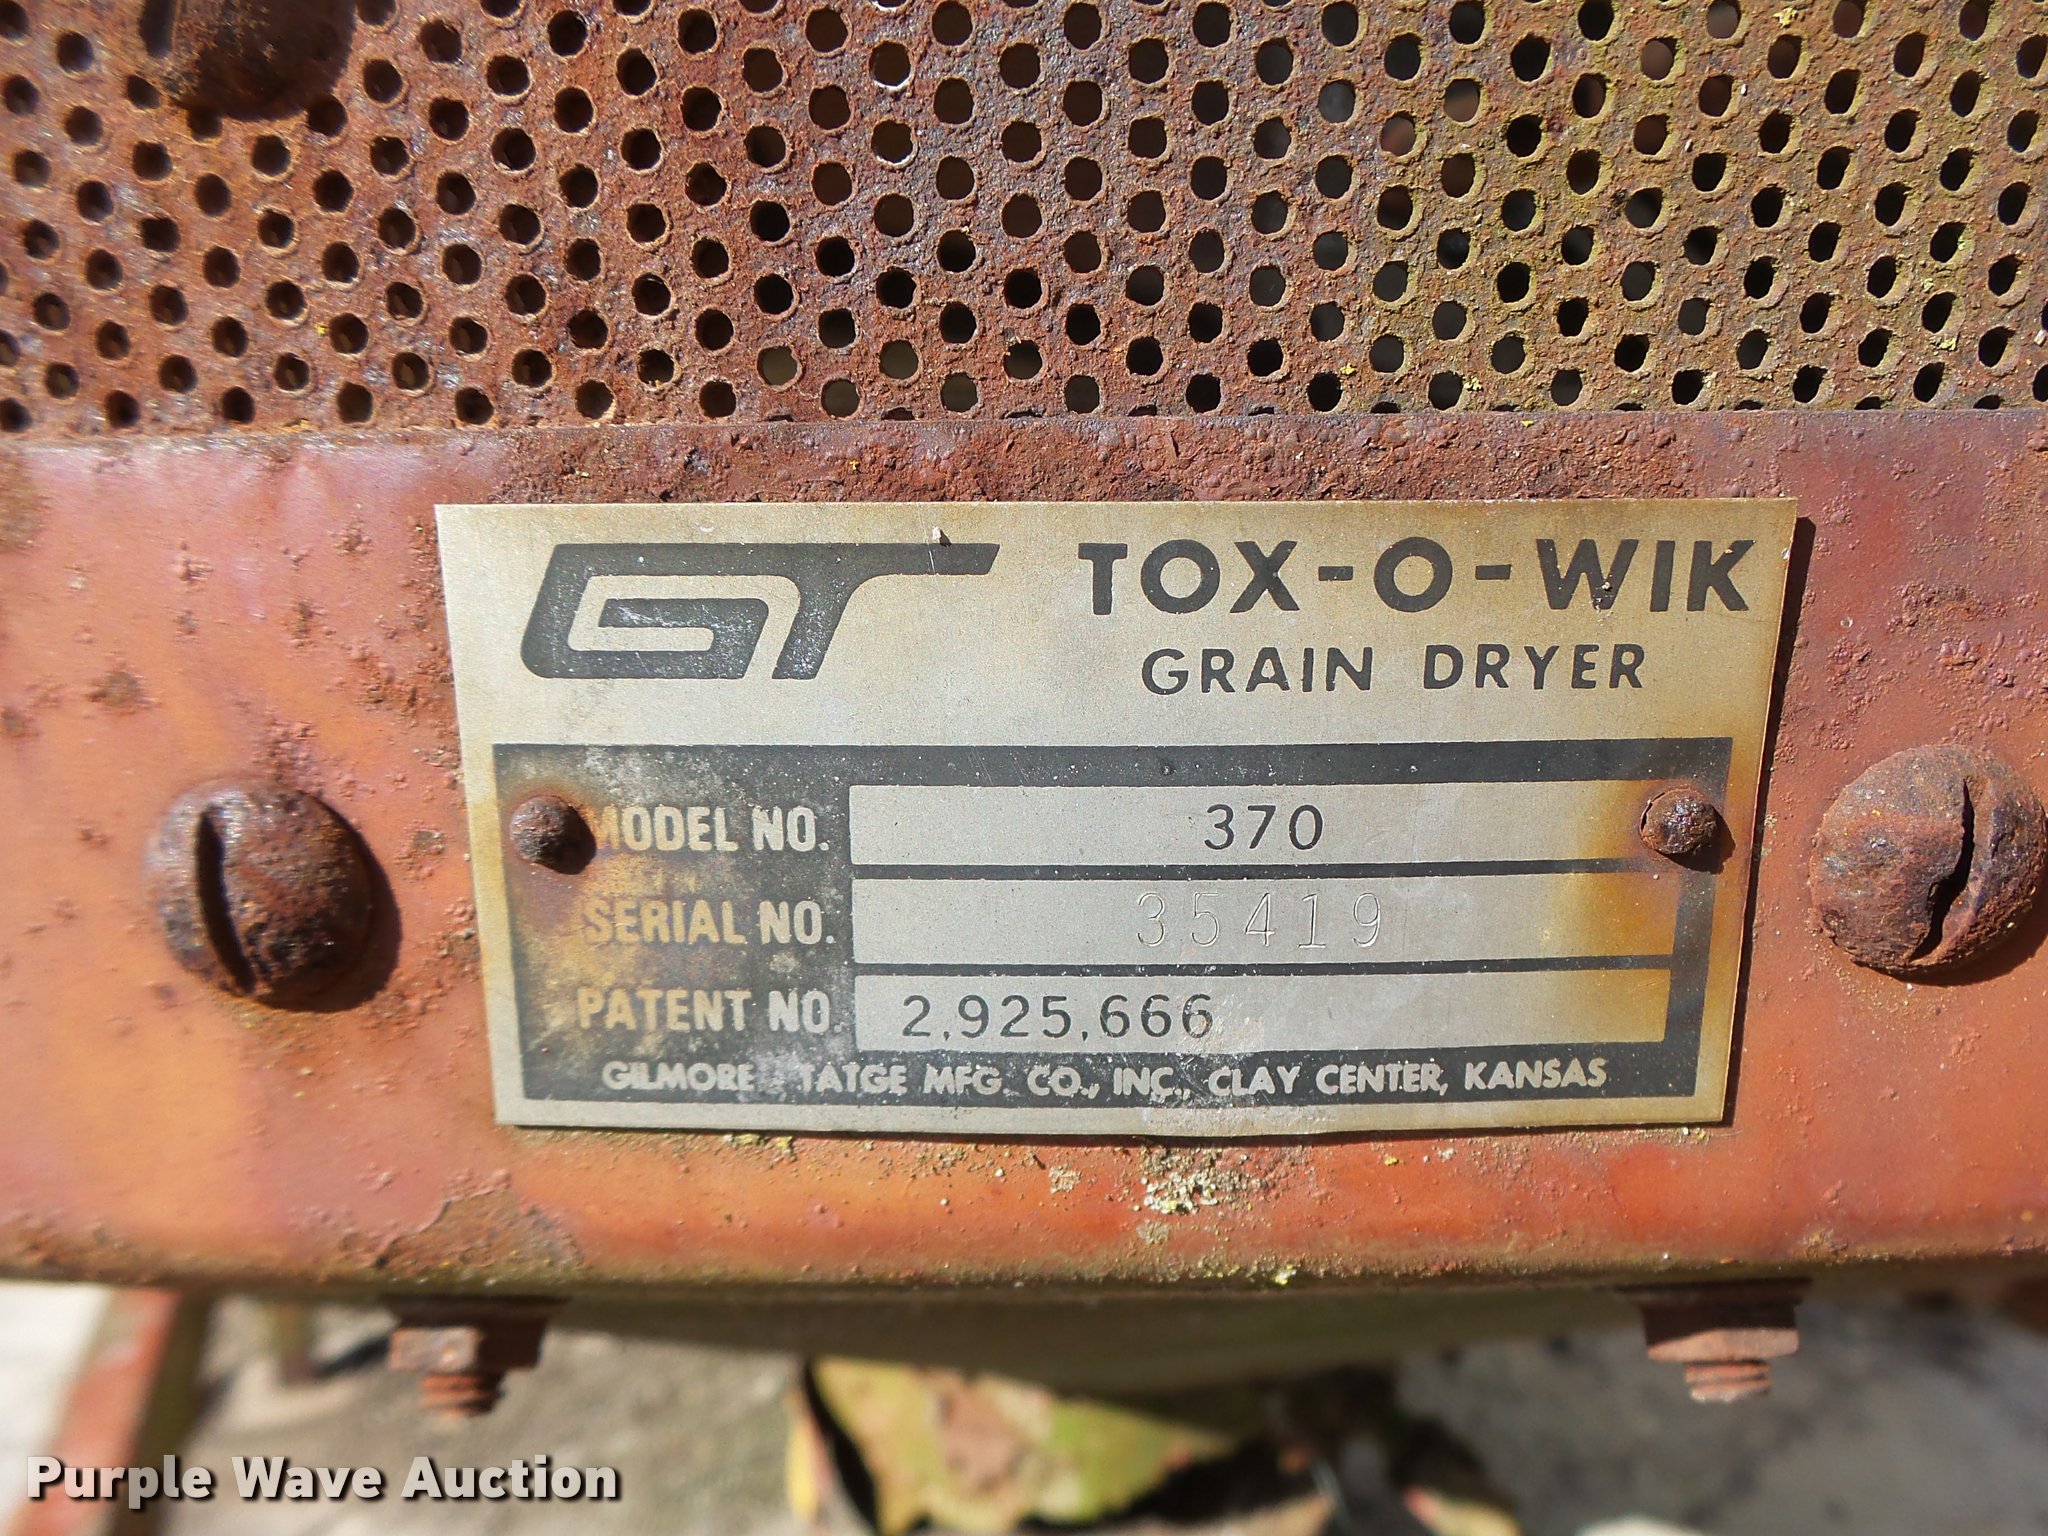 GT TOX-O-WIK
GRAIN DRYER
MODEL NO. 370
SERIAL NO. 35419
PATENT NO. 2,925,666
GILMORE - TATGE MFG. CO., INC., CLAY CENTER, KANSAS
Purple Wave Auction